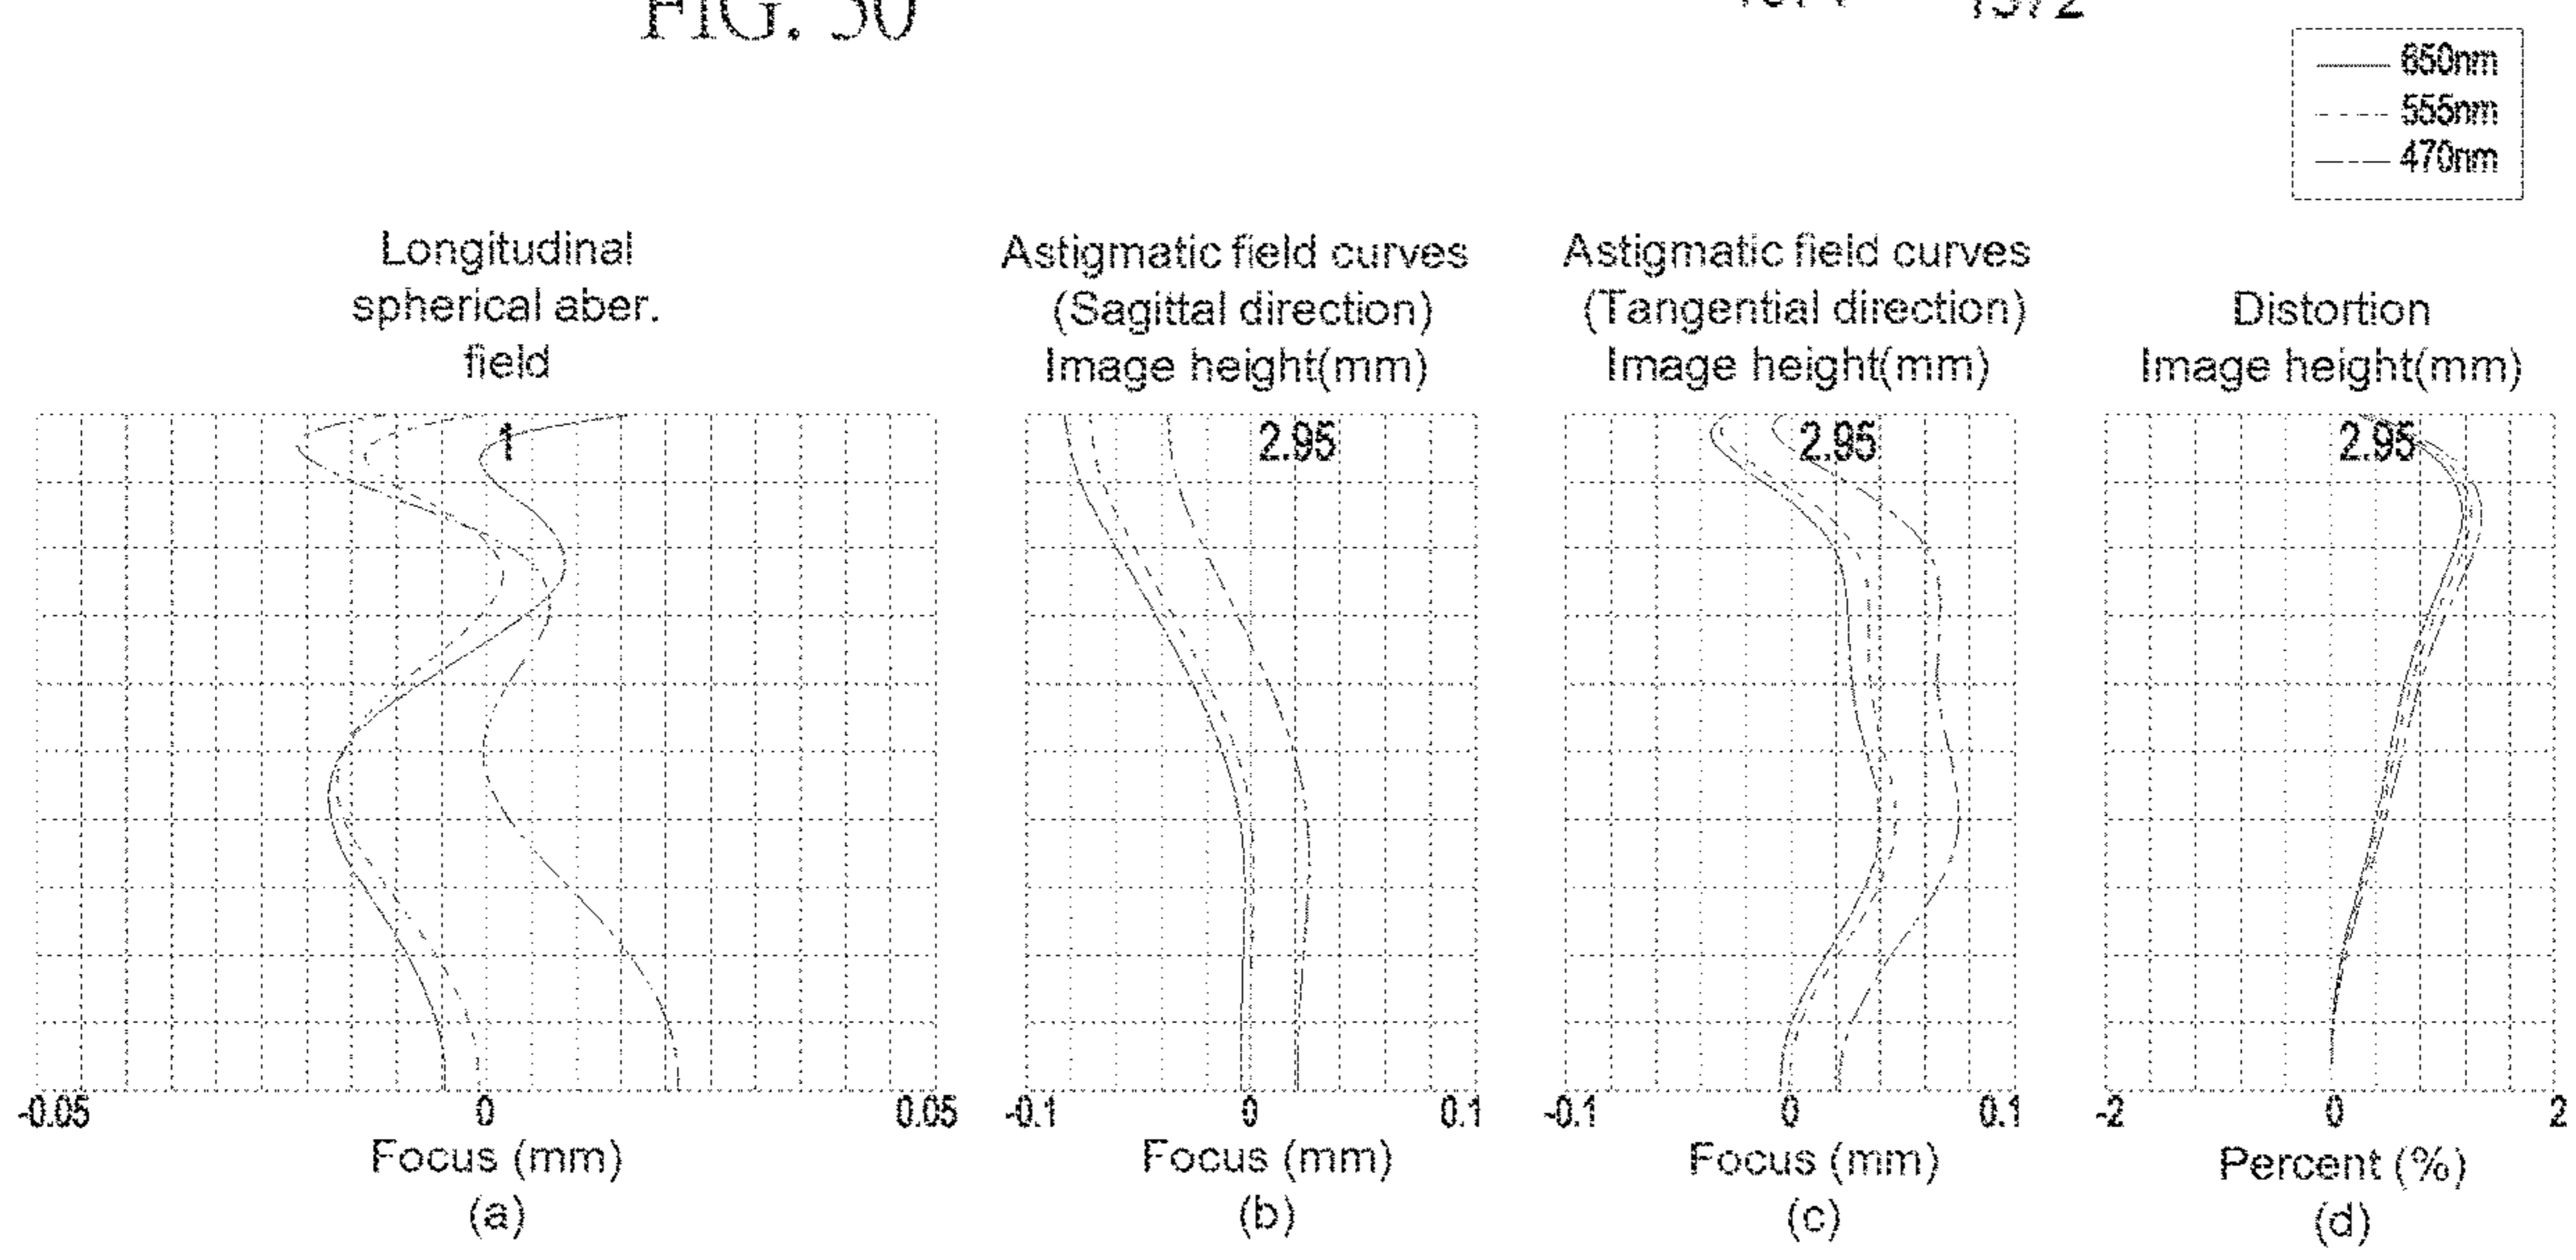 FIG. 30
1372
650nm
555nm
470nm
Longitudinal
spherical aber.
field
Astigmatic field curves
(Sagittal direction)
Image height(mm)
Astigmatic field curves
(Tangential direction)
Image height(mm)
Distortion
Image height(mm)
1
2.95
2.95
2.95
-0.05 0 0.05
-0.1 0 0.1
-0.1 0 0.1
-2 0 2
Focus (mm)
Focus (mm)
Focus (mm)
Percent (%)
(a)
(b)
(c)
(d)